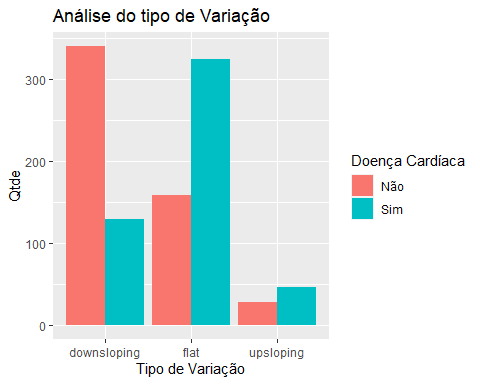 Análise do tipo de Variação
Qtde
300
200
100
0
downsloping
flat
upsloping
Tipo de Variação
Doença Cardíaca
Não
Sim